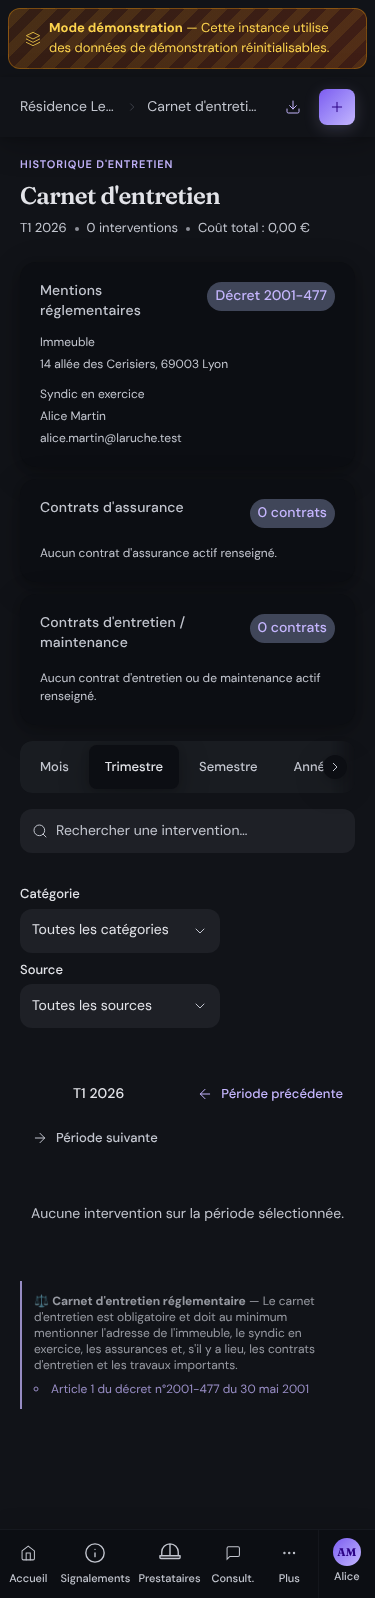 Mode démonstration — Cette instance utilise
des données de démonstration réinitialisables.
Résidence Le... > Carnet d'entreti...
HISTORIQUE D'ENTRETIEN
Carnet d'entretien
T1 2026 • 0 interventions • Coût total : 0,00 €
Mentions
réglementaires
Décret 2001-477
Immeuble
14 allée des Cerisiers, 69003 Lyon
Syndic en exercice
Alice Martin
alice.martin@laruche.test
Contrats d'assurance
0 contrats
Aucun contrat d'assurance actif renseigné.
Contrats d'entretien /
maintenance
0 contrats
Aucun contrat d'entretien ou de maintenance actif
renseigné.
Mois Trimestre Semestre Anné
Rechercher une intervention...
Catégorie
Toutes les catégories
Source
Toutes les sources
T1 2026 ← Période précédente
→ Période suivante
Aucune intervention sur la période sélectionnée.
⚖️ Carnet d'entretien réglementaire — Le carnet
d'entretien est obligatoire et doit au minimum
mentionner l'adresse de l'immeuble, le syndic en
exercice, les assurances et, s'il y a lieu, les contrats
d'entretien et les travaux importants.
Article 1 du décret n°2001-477 du 30 mai 2001
AM
Accueil Signalements Prestataires Consult. Plus Alice